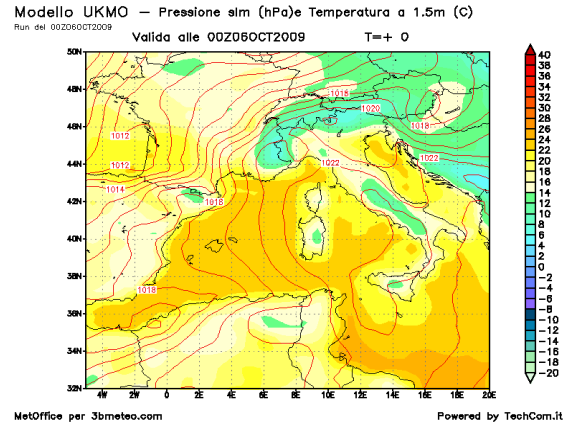 Modello UKMO — Pressione slm (hPa)e Temperatura a 1.5m (C)
Run del 00Z06OCT2009
Valida alle 00Z06OCT2009 T=+ 0
50N
48N
46N
44N
42N
40N
38N
36N
34N
32N
4W 2W 0 2E 4E 6E 8E 10E 12E 14E 16E 18E 20E
1018
1020
1018
1012
1012
1022
1022
1014
1018
1018
40
38
36
34
32
30
28
26
24
22
20
18
16
14
12
10
8
6
4
2
0
−2
−4
−6
−8
−10
−12
−14
−16
−18
−20
MetOffice per 3bmeteo.com Powered by TechCom.it